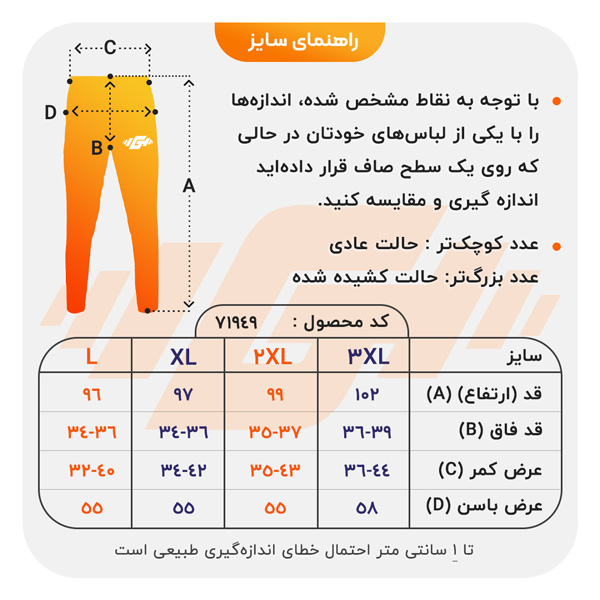 راهنمای سایز
C
D
B
A
با توجه به نقاط مشخص شده، اندازه‌ها
را با یکی از لباس‌های خودتان در حالی
که روی یک سطح صاف قرار داده‌اید
اندازه گیری و مقایسه کنید.
عدد کوچک‌تر : حالت عادی
عدد بزرگ‌تر: حالت کشیده شده
کد محصول : ۷۱۹۴۹
سایز ۳XL ۲XL XL L
قد (ارتفاع) (A) ۱۰۲ ۹۹ ۹۷ ۹۶
قد فاق (B) ۳۶-۳۹ ۳۵-۳۷ ۳۴-۳۶ ۳۴-۳۶
عرض کمر (C) ۳۶-۴۴ ۳۵-۴۳ ۳۴-۴۲ ۳۲-۴۰
عرض باسن (D) ۵۸ ۵۵ ۵۵ ۵۵
تا ۱ سانتی متر احتمال خطای اندازه‌گیری طبیعی است